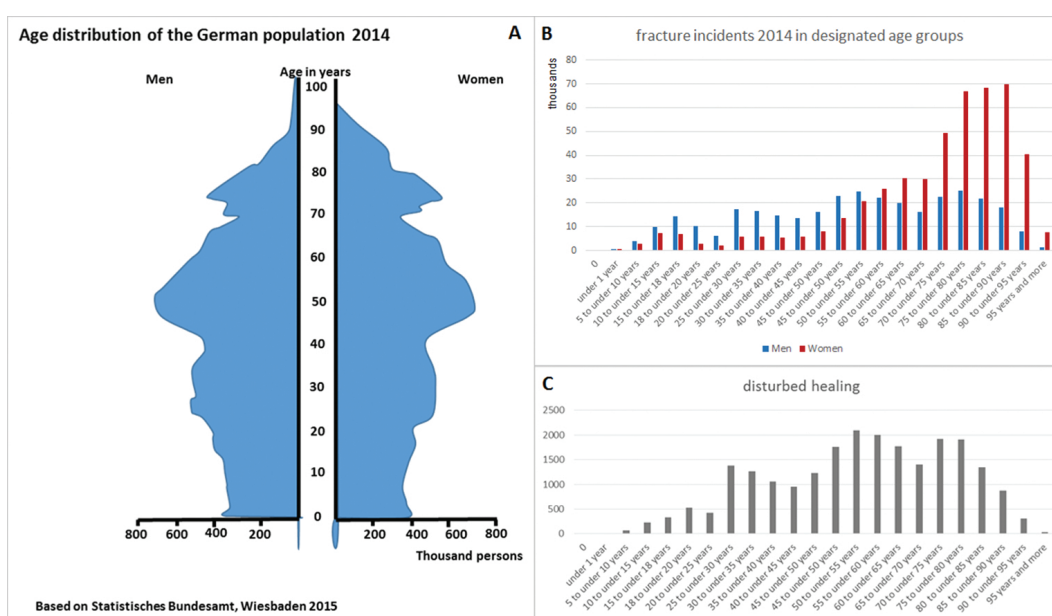 Age distribution of the German population 2014
A
Men
Age in years
Women
100
90
80
70
60
50
40
30
20
10
0
800 600 400 200
200 400 600 800
Thousand persons
Based on Statistisches Bundesamt, Wiesbaden 2015
B
fracture incidents 2014 in designated age groups
thousands
80
70
60
50
40
30
20
10
0
0
under 1 year
5 to under 10 years
10 to under 15 years
15 to under 18 years
18 to under 20 years
20 to under 25 years
25 to under 30 years
30 to under 35 years
35 to under 40 years
40 to under 45 years
45 to under 50 years
45 to under 50 years
50 to under 55 years
55 to under 60 years
60 to under 65 years
65 to under 70 years
70 to under 75 years
75 to under 80 years
80 to under 85 years
85 to under 90 years
90 to under 95 years
95 years and more
Men Women
C
disturbed healing
2500
2000
1500
1000
500
0
0
under 1 year
5 to under 10 years
10 to under 15 years
15 to under 18 years
18 to under 20 years
20 to under 25 years
25 to under 30 years
30 to under 35 years
35 to under 40 years
40 to under 45 years
45 to under 50 years
45 to under 50 years
50 to under 55 years
55 to under 60 years
60 to under 65 years
65 to under 70 years
70 to under 75 years
75 to under 80 years
80 to under 85 years
85 to under 90 years
90 to under 95 years
95 years and more